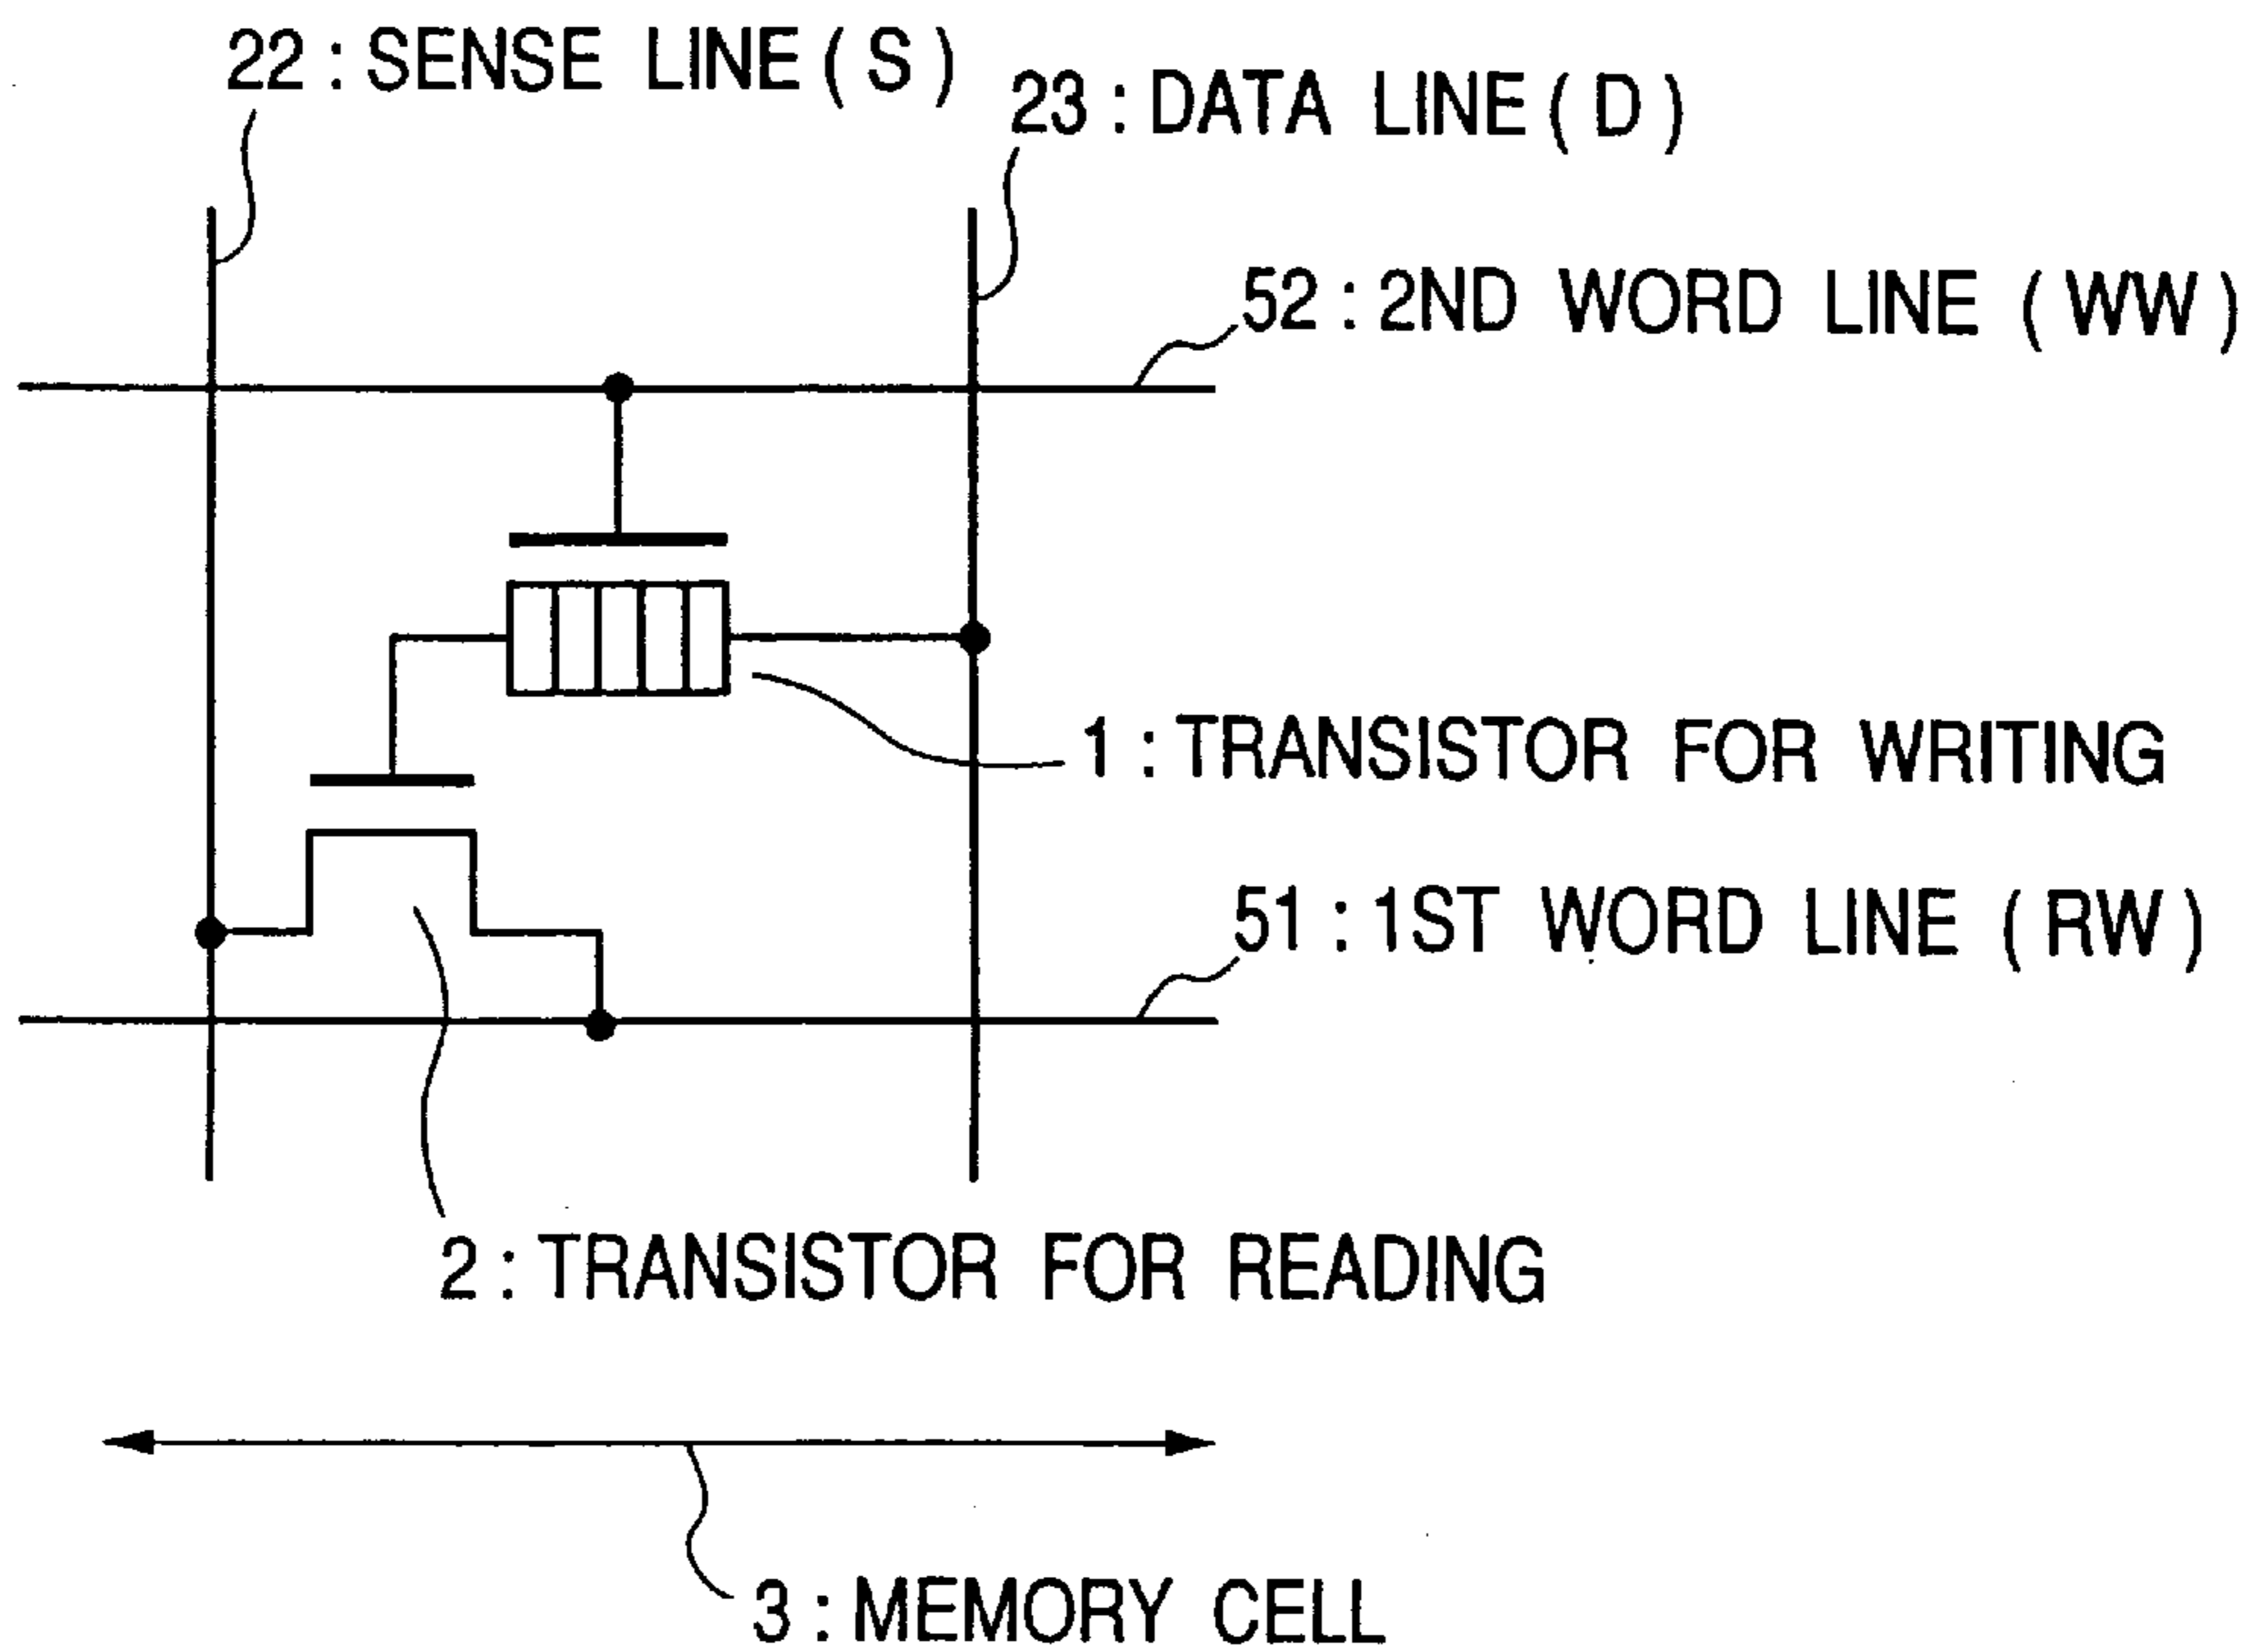 22:SENSE LINE(S)
23:DATA LINE(D)
52:2ND WORD LINE (WW)
1:TRANSISTOR FOR WRITING
51:1ST WORD LINE (RW)
2:TRANSISTOR FOR READING
3:MEMORY CELL